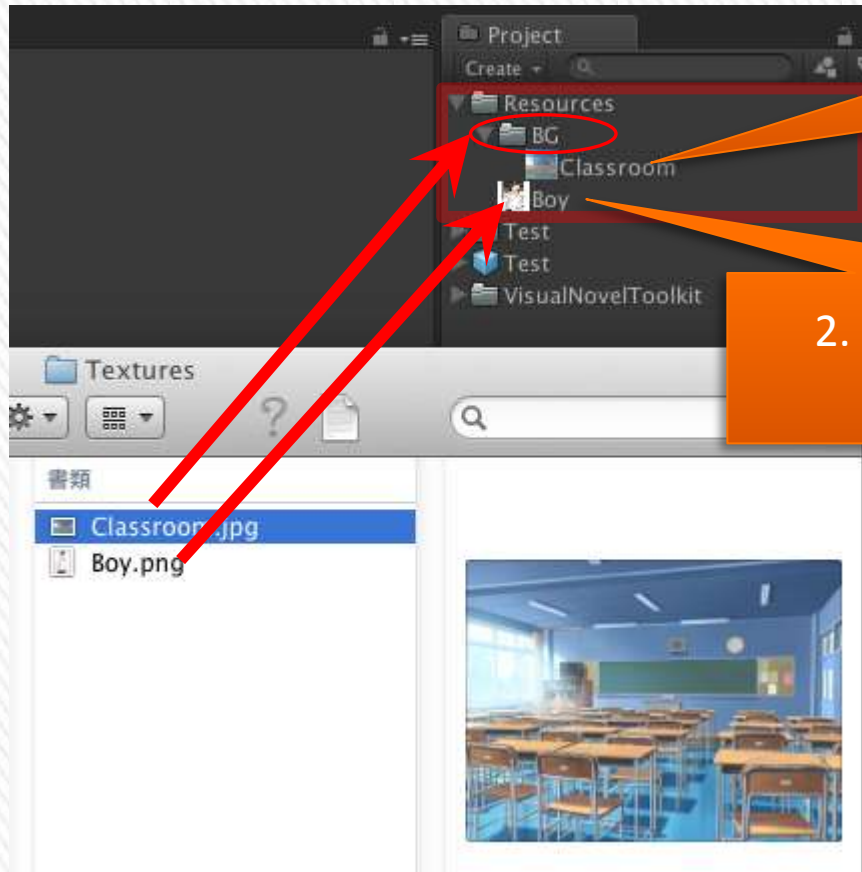 Project
Create
Resources
BG
Classroom
Boy
Test
Test
VisualNovelToolkit
2.
Textures
?
書類
Classroom.jpg
Boy.png